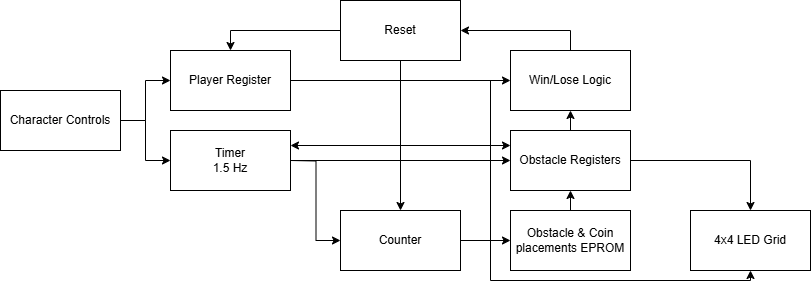 Reset
Player Register
Win/Lose Logic
Character Controls
Timer
1.5 Hz
Obstacle Registers
Counter
Obstacle & Coin
placements EPROM
4x4 LED Grid